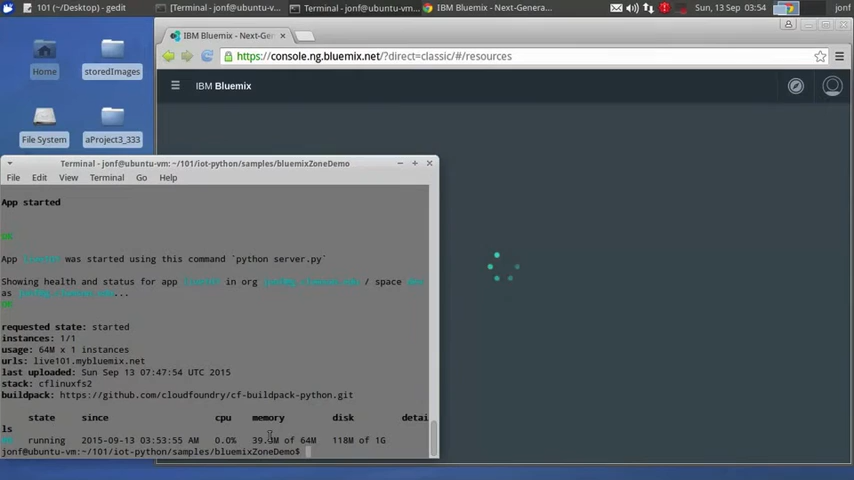 101 (~/Desktop) - gedit
[Terminal - jonf@ubuntu-v...
Terminal - jonf@ubuntu-vm...
IBM Bluemix - Next-Genera...
Sun, 13 Sep 03:54
jonf
IBM Bluemix - Next-Gen
https://console.ng.bluemix.net/?direct=classic/#/resources
IBM Bluemix
Home
storedImages
File System
aProject3_333
Terminal - jonf@ubuntu-vm: ~/101/iot-python/samples/bluemixZoneDemo
File Edit View Terminal Go Help
App started
OK
App was started using this command `python server.py`
Showing health and status for app in org / space
as
OK
requested state: started
instances: 1/1
usage: 64M x 1 instances
urls: live101.mybluemix.net
last uploaded: Sun Sep 13 07:47:54 UTC 2015
stack: cflinuxfs2
buildpack: https://github.com/cloudfoundry/cf-buildpack-python.git
state since cpu memory disk detai
ls
running 2015-09-13 03:53:55 AM 0.0% of 64M 118M of 1G
jonf@ubuntu-vm:~/101/iot-python/samples/bluemixZoneDemo$